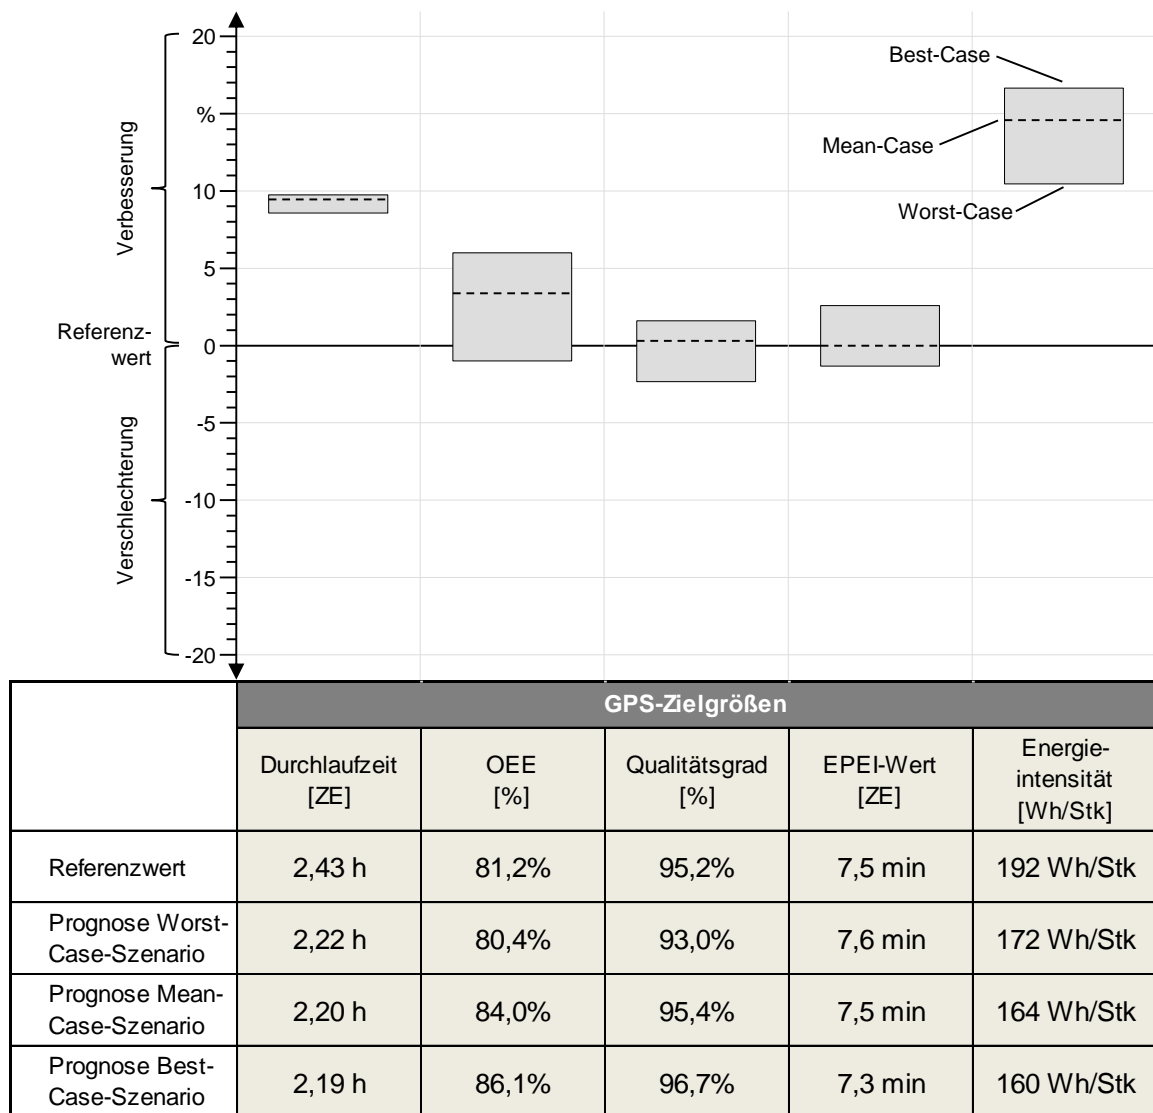 20
%
10
5
0
-5
-10
-15
-20
Verbesserung
Referenz-
wert
Verschlechterung
Best-Case
Mean-Case
Worst-Case
GPS-Zielgrößen
Durchlaufzeit
[ZE]
OEE
[%]
Qualitätsgrad
[%]
EPEI-Wert
[ZE]
Energie-
intensität
[Wh/Stk]
Referenzwert
2,43 h
81,2%
95,2%
7,5 min
192 Wh/Stk
Prognose Worst-
Case-Szenario
2,22 h
80,4%
93,0%
7,6 min
172 Wh/Stk
Prognose Mean-
Case-Szenario
2,20 h
84,0%
95,4%
7,5 min
164 Wh/Stk
Prognose Best-
Case-Szenario
2,19 h
86,1%
96,7%
7,3 min
160 Wh/Stk